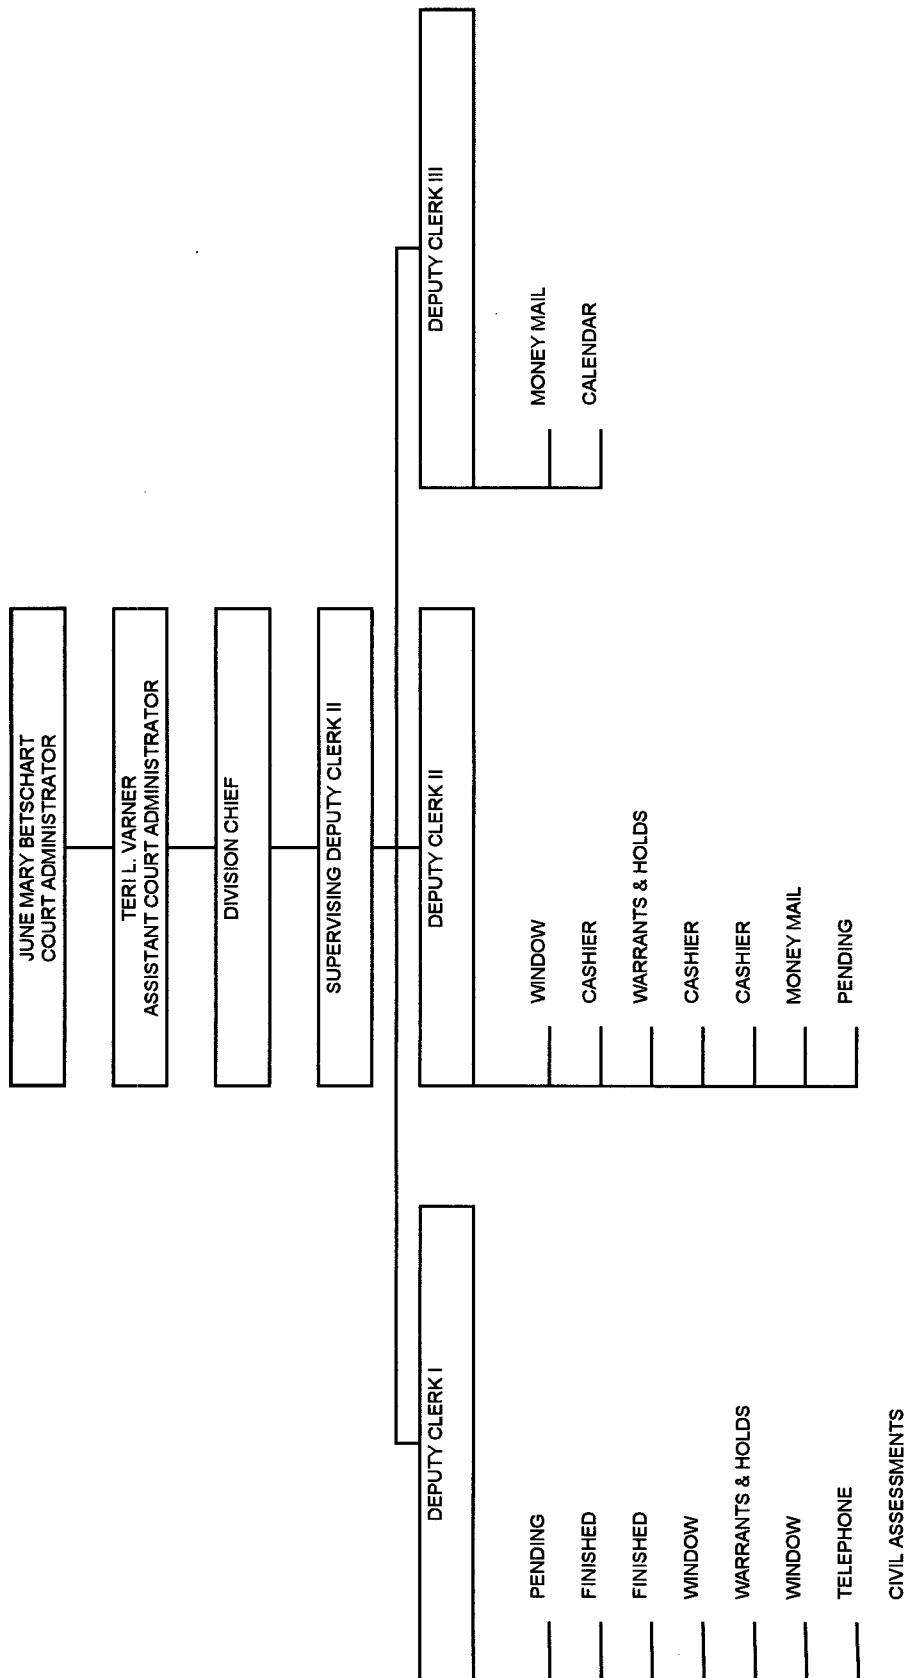 JUNE MARY BETSCHART
COURT ADMINISTRATOR
TERI L. VARNER
ASSISTANT COURT ADMINISTRATOR
DIVISION CHIEF
SUPERVISING DEPUTY CLERK II
DEPUTY CLERK I
PENDING
FINISHED
FINISHED
WINDOW
WARRANTS & HOLDS
WINDOW
TELEPHONE
CIVIL ASSESSMENTS
DEPUTY CLERK II
WINDOW
CASHIER
WARRANTS & HOLDS
CASHIER
CASHIER
MONEY MAIL
PENDING
DEPUTY CLERK III
MONEY MAIL
CALENDAR